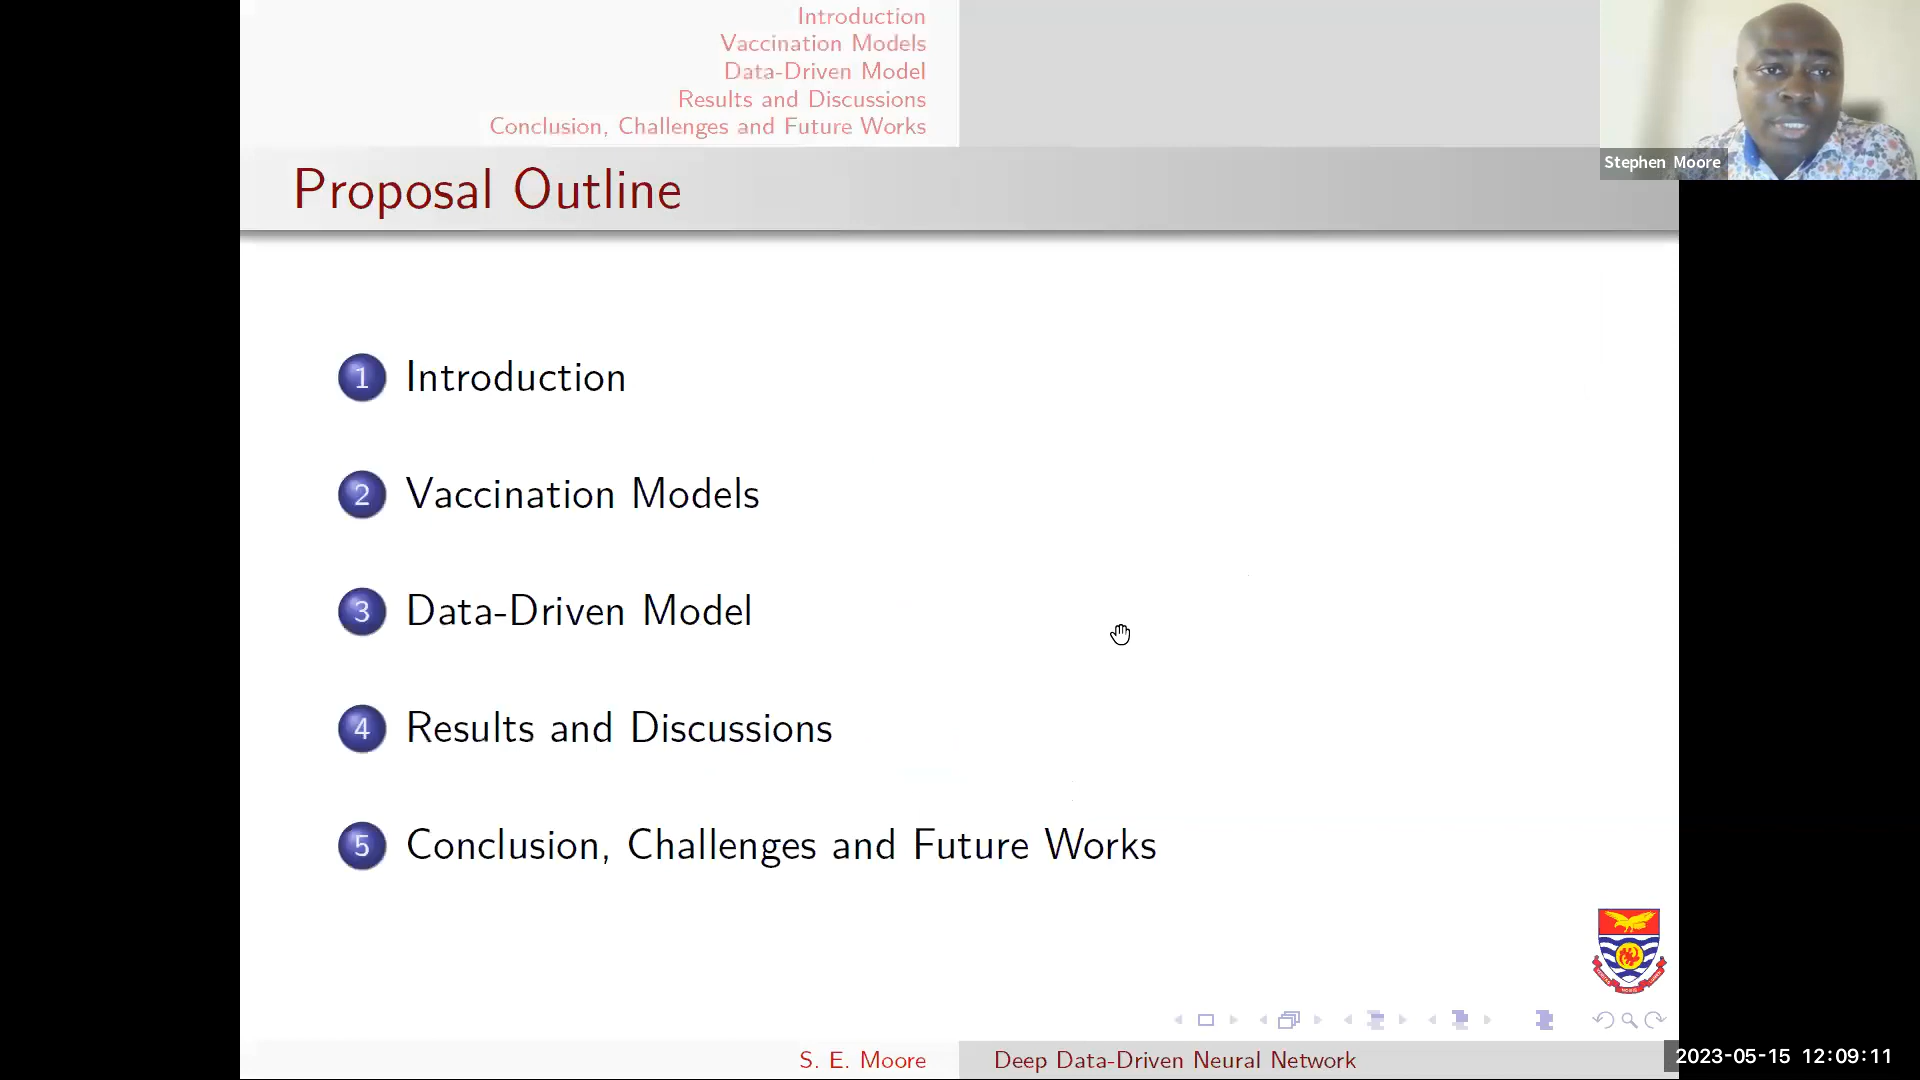 Introduction
Vaccination Models
Data-Driven Model
Results and Discussions
Conclusion, Challenges and Future Works
Stephen Moore
Proposal Outline
1 Introduction
2 Vaccination Models
3 Data-Driven Model
4 Results and Discussions
5 Conclusion, Challenges and Future Works
S. E. Moore
Deep Data-Driven Neural Network
2023-05-15 12:09:11